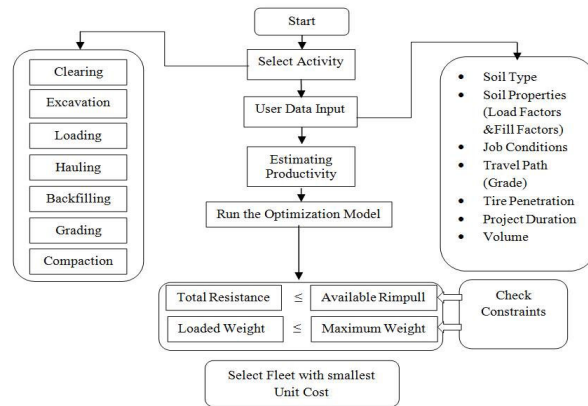 Start
Select Activity
User Data Input
Estimating
Productivity
Run the Optimization Model
Clearing
Excavation
Loading
Hauling
Backfilling
Grading
Compaction
• Soil Type
• Soil Properties
(Load Factors
&Fill Factors)
• Job Conditions
• Travel Path
(Grade)
• Tire Penetration
• Project Duration
• Volume
Total Resistance ≤ Available Rimpull
Loaded Weight ≤ Maximum Weight
Check
Constraints
Select Fleet with smallest
Unit Cost